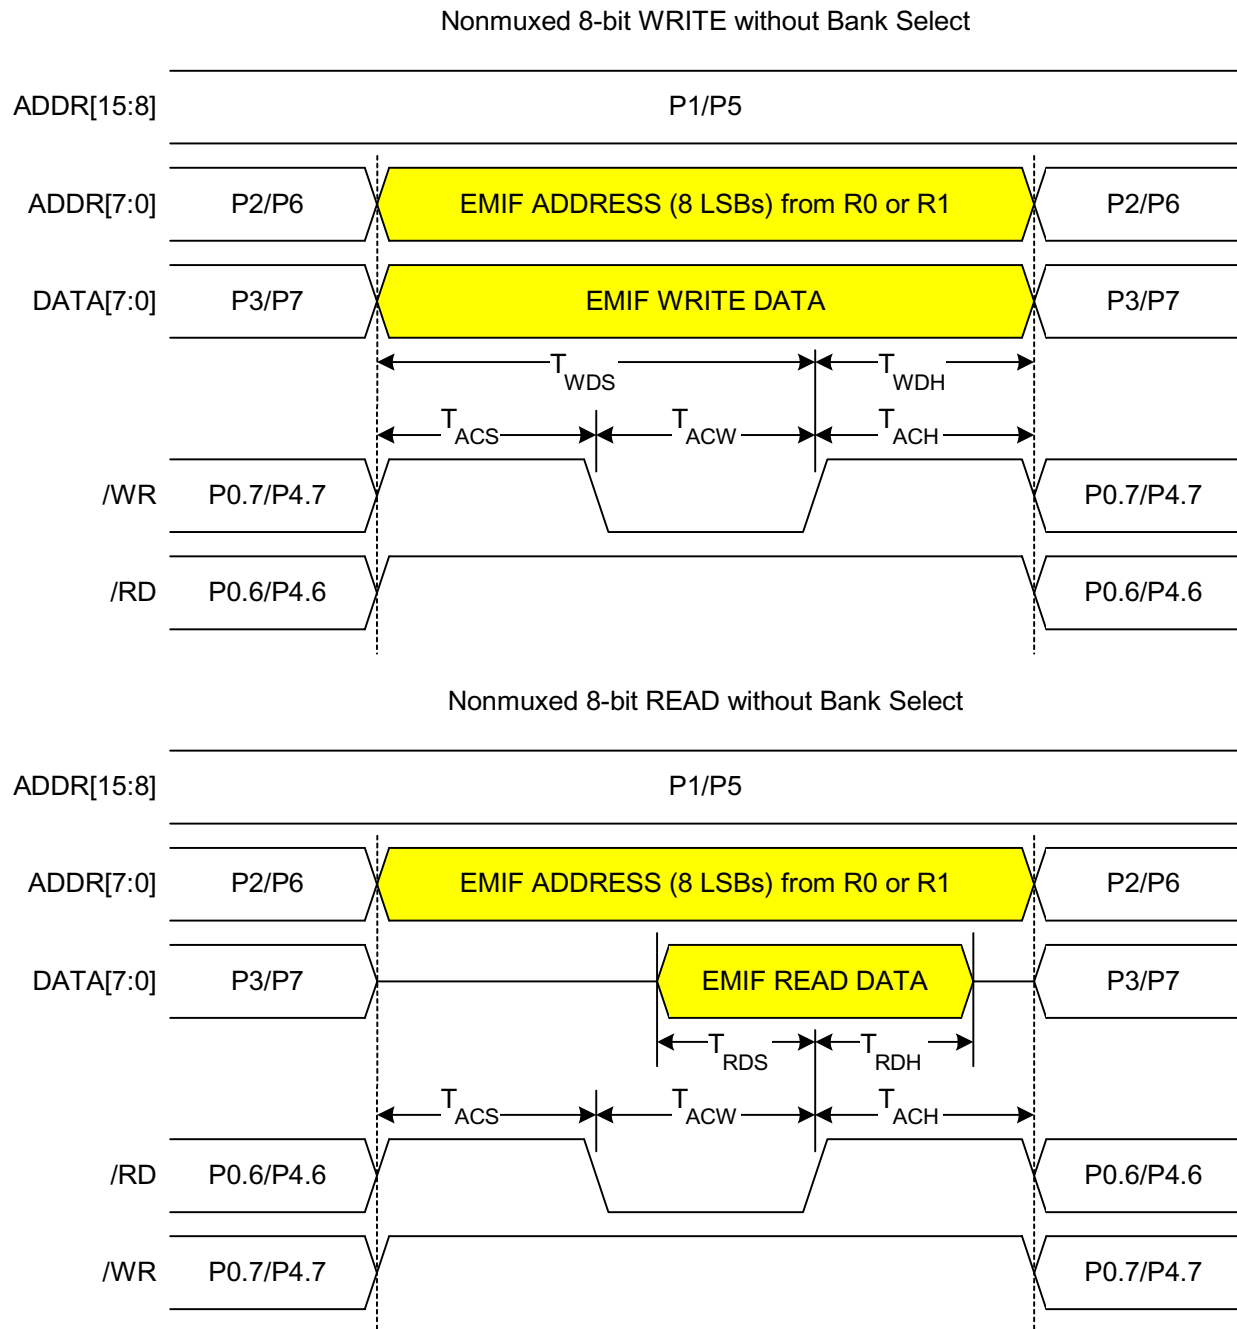 Nonmuxed 8-bit WRITE without Bank Select
ADDR[15:8] P1/P5
ADDR[7:0] P2/P6 EMIF ADDRESS (8 LSBs) from R0 or R1 P2/P6
DATA[7:0] P3/P7 EMIF WRITE DATA P3/P7
TWDS TWDH
TACS TACW TACH
/WR P0.7/P4.7 P0.7/P4.7
/RD P0.6/P4.6 P0.6/P4.6
Nonmuxed 8-bit READ without Bank Select
ADDR[15:8] P1/P5
ADDR[7:0] P2/P6 EMIF ADDRESS (8 LSBs) from R0 or R1 P2/P6
DATA[7:0] P3/P7 EMIF READ DATA P3/P7
TRDS TRDH
TACS TACW TACH
/RD P0.6/P4.6 P0.6/P4.6
/WR P0.7/P4.7 P0.7/P4.7